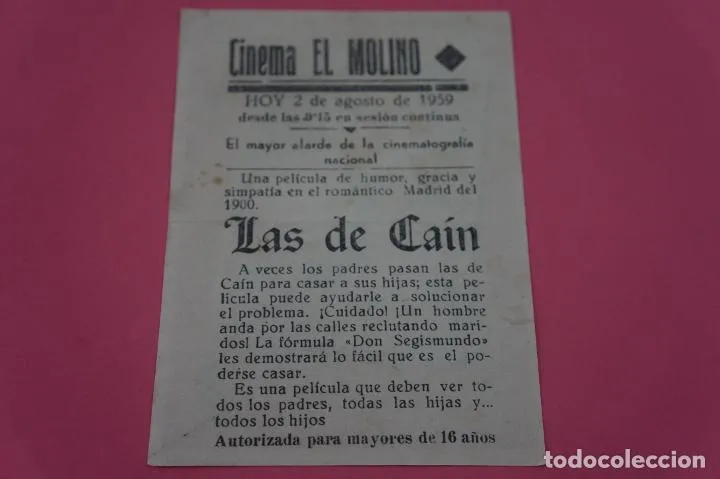 Cinema EL MOLINO
HOY 2 de agosto de 1959
desde las 3'15 en sesión continua
El mayor alarde de la cinematografía
nacional
Una película de humor, gracia y
simpatía en el romántico Madrid del
1900.
Las de Caín
A veces los padres pasan las de
Caín para casar a sus hijas; esta pe-
lícula puede ayudarle a solucionar
el problema. ¡Cuidado! ¡Un hombre
anda por las calles reclutando mari-
dos! La fórmula «Don Segismundo»
les demostrará lo fácil que es el po-
derse casar.
Es una película que deben ver to-
dos los padres, todas las hijas y...
todos los hijos
Autorizada para mayores de 16 años
todocoleccion
todocoleccion.net